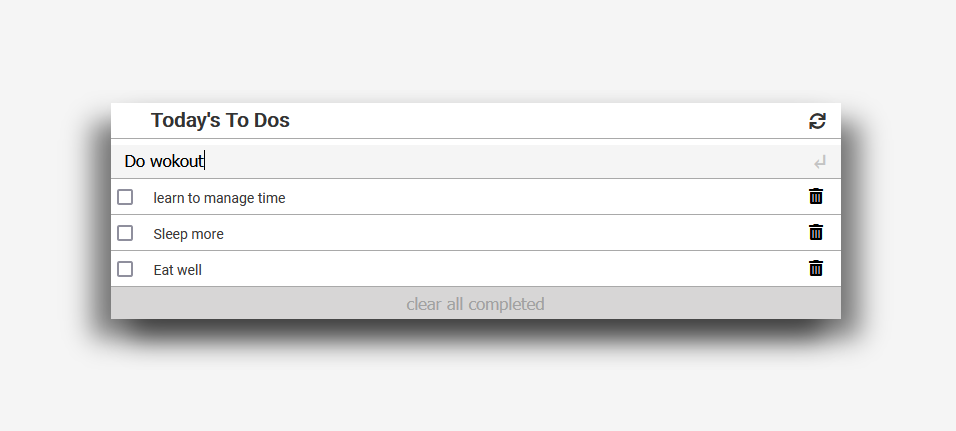 Today's To Dos
Do wokout
learn to manage time
Sleep more
Eat well
clear all completed